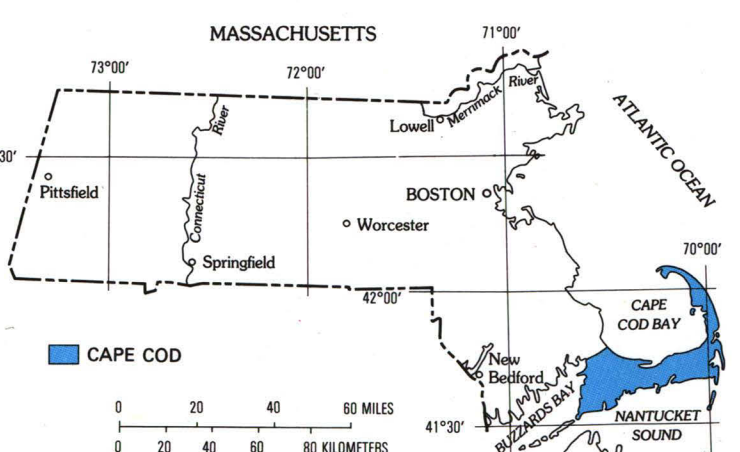 MASSACHUSETTS
71°00'
73°00'
72°00'
River
Merrimack
Lowell
River
ATLANTIC OCEAN
30'
Pittsfield
Connecticut
BOSTON
Worcester
Springfield
70°00'
42°00'
CAPE
COD BAY
CAPE COD
New
Bedford
BUZZARDS BAY
0 20 40 60 MILES
0 20 40 60 80 KILOMETERS
41°30'
NANTUCKET
SOUND